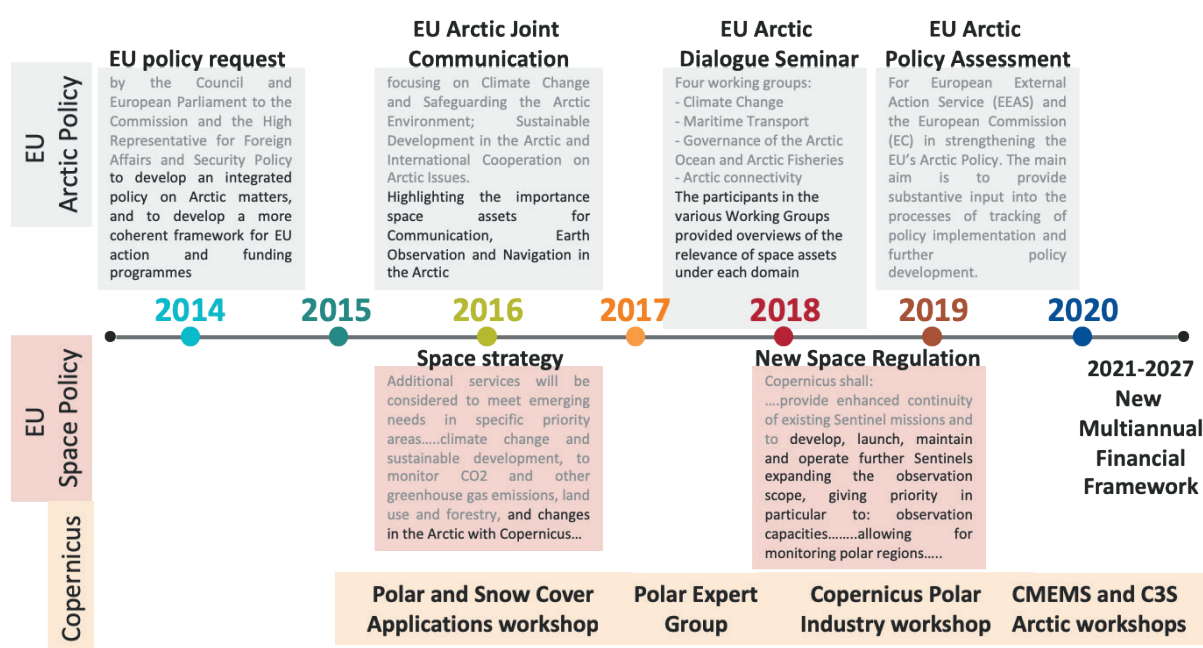 EU
Arctic Policy
EU policy request
by the Council and
European Parliament to the
Commission and the High
Representative for Foreign
Affairs and Security Policy
to develop an integrated
policy on Arctic matters,
and to develop a more
coherent framework for EU
action and funding
programmes
EU Arctic Joint
Communication
focusing on Climate Change
and Safeguarding the Arctic
Environment; Sustainable
Development in the Arctic and
International Cooperation on
Arctic Issues.
Highlighting the importance
space assets for
Communication, Earth
Observation and Navigation in
the Arctic
EU Arctic
Dialogue Seminar
Four working groups:
- Climate Change
- Maritime Transport
- Governance of the Arctic
Ocean and Arctic Fisheries
- Arctic connectivity
The participants in the
various Working Groups
provided overviews of the
relevance of space assets
under each domain
EU Arctic
Policy Assessment
For European External
Action Service (EEAS) and
the European Commission
(EC) in strengthening the
EU's Arctic Policy. The main
aim is to provide
substantive input into the
processes of tracking of
policy implementation and
further policy
development.
2014
2015
2016
2017
2018
2019
2020
EU
Space Policy
Space strategy
Additional services will be
considered to meet emerging
needs in specific priority
areas.....climate change and
sustainable development, to
monitor CO2 and other
greenhouse gas emissions, land
use and forestry, and changes
in the Arctic with Copernicus...
New Space Regulation
Copernicus shall:
....provide enhanced continuity
of existing Sentinel missions and
to develop, launch, maintain
and operate further Sentinels
expanding the observation
scope, giving priority in
particular to: observation
capacities........allowing for
monitoring polar regions.....
2021-2027
New
Multiannual
Financial
Framework
Copernicus
Polar and Snow Cover
Applications workshop
Polar Expert
Group
Copernicus Polar
Industry workshop
CMEMS and C3S
Arctic workshops